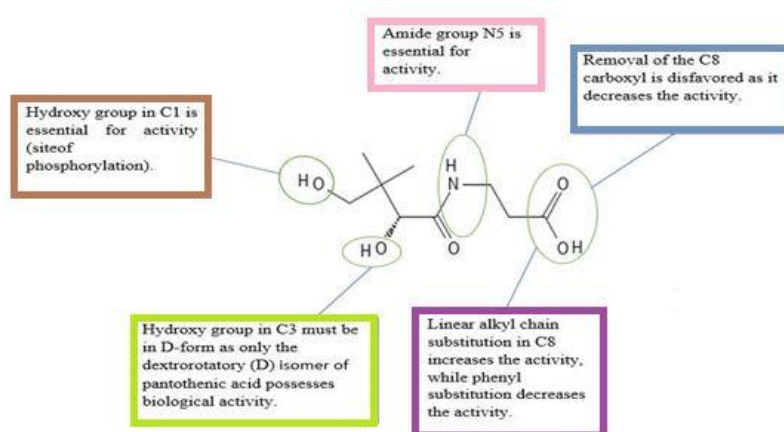 Amide group N5 is
essential for
activity.
Removal of the C8
carboxyl is disfavored as it
decreases the activity.
Hydroxy group in C1 is
essential for activity
(siteof
phosphorylation).
HO
H
N
O
OH
HO
O
Hydroxy group in C3 must be
in D-form as only the
dextrorotatory (D) isomer of
pantothenic acid possesses
biological activity.
Linear alkyl chain
substitution in C8
increases the activity,
while phenyl
substitution decreases
the activity.